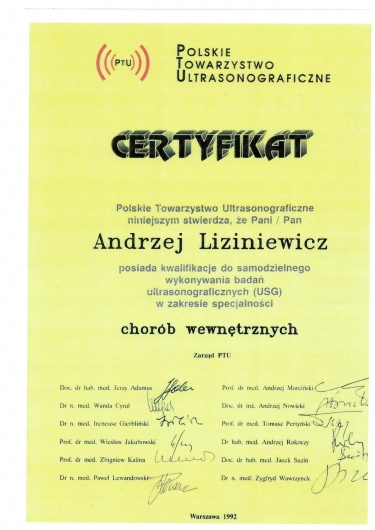 PTU
POLSKIE
TOWARZYSTWO
ULTRASONOGRAFICZNE
CERTYFIKAT
Polskie Towarzystwo Ultrasonograficzne
niniejszym stwierdza, że Pani / Pan
Andrzej Liziniewicz
posiada kwalifikacje do samodzielnego
wykonywania badań
ultrasonograficznych (USG)
w zakresie specjalności
chorób wewnętrznych
Zarząd PTU
Doc. dr hab. med. Jerzy Adamus
Dr n. med. Wanda Cyrul
Dr n. med. Ireneusz Gierbliński
Prof. dr med. Wiesław Jakubowski
Prof. dr med. Zbigniew Kalina
Dr n. med. Paweł Lewandowski
Prof. dr med. Andrzej Marciński
Doc. dr inż. Andrzej Nowicki
Prof. dr med. Tomasz Pertyński
Dr hab. med. Andrzej Rakoczy
Doc. dr hab. med. Jacek Suzin
Dr n. med. Zygfryd Wawrzynek
Warszawa 1992